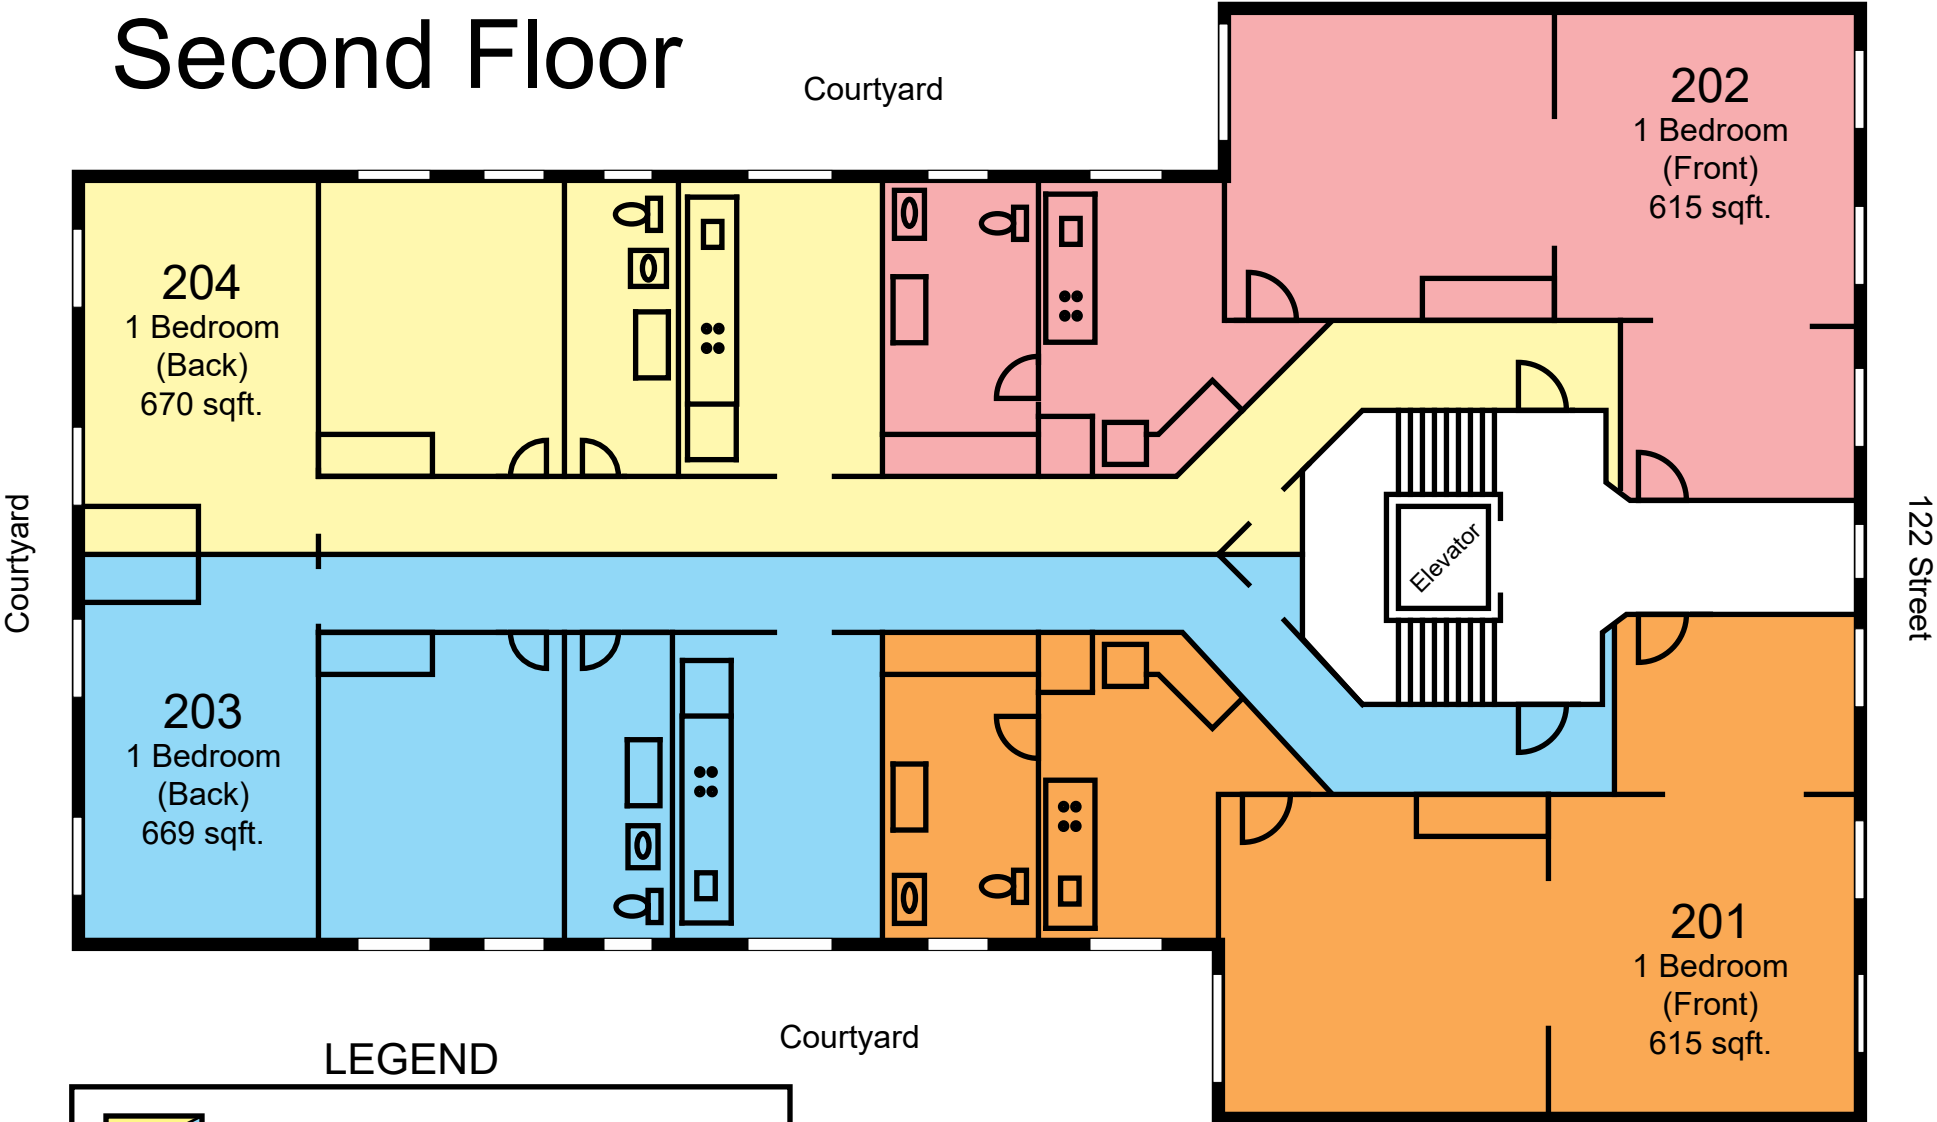 Second Floor
Courtyard
202
1 Bedroom
(Front)
615 sqft.
204
1 Bedroom
(Back)
670 sqft.
Courtyard
Elevator
122 Street
203
1 Bedroom
(Back)
669 sqft.
201
1 Bedroom
(Front)
615 sqft.
Courtyard
LEGEND